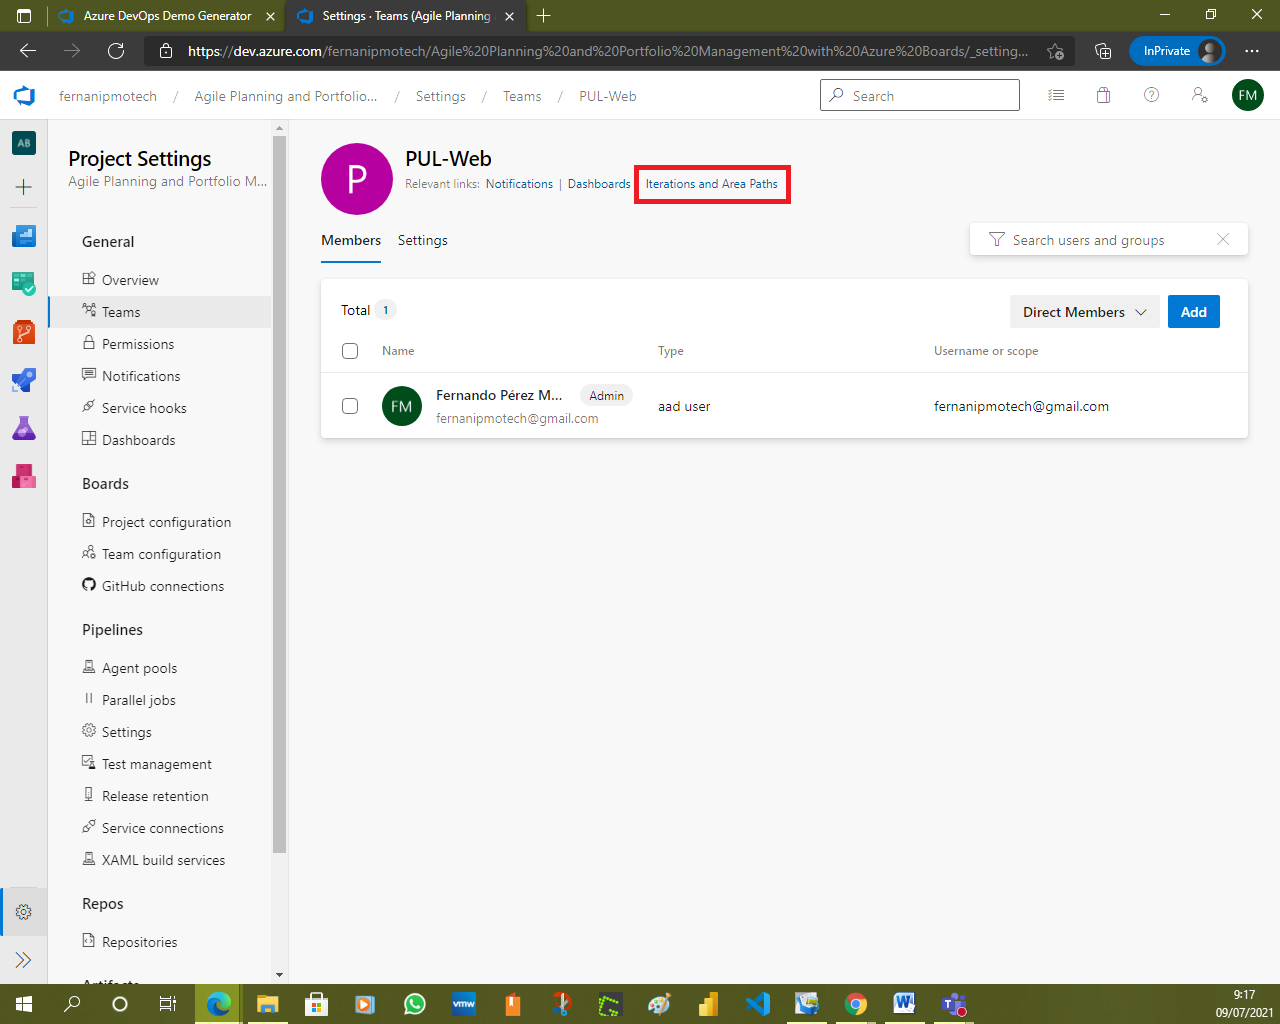 Azure DevOps Demo Generator
Settings · Teams (Agile Planning
https://dev.azure.com/fernanipmotech/Agile%20Planning%20and%20Portfolio%20Management%20with%20Azure%20Boards/_setting...
InPrivate
fernanipmotech / Agile Planning and Portfolio... / Settings / Teams / PUL-Web
Search
FM
AB
Project Settings
Agile Planning and Portfolio M...
General
Overview
Teams
Permissions
Notifications
Service hooks
Dashboards
Boards
Project configuration
Team configuration
GitHub connections
Pipelines
Agent pools
Parallel jobs
Settings
Test management
Release retention
Service connections
XAML build services
Repos
Repositories
Artifacts
P
PUL-Web
Relevant links: Notifications | Dashboards Iterations and Area Paths
Members Settings
Search users and groups
Total 1
Direct Members
Add
Name Type Username or scope
FM
Fernando Pérez M... Admin
fernanipmotech@gmail.com
aad user
fernanipmotech@gmail.com
vmw
9:17
09/07/2021